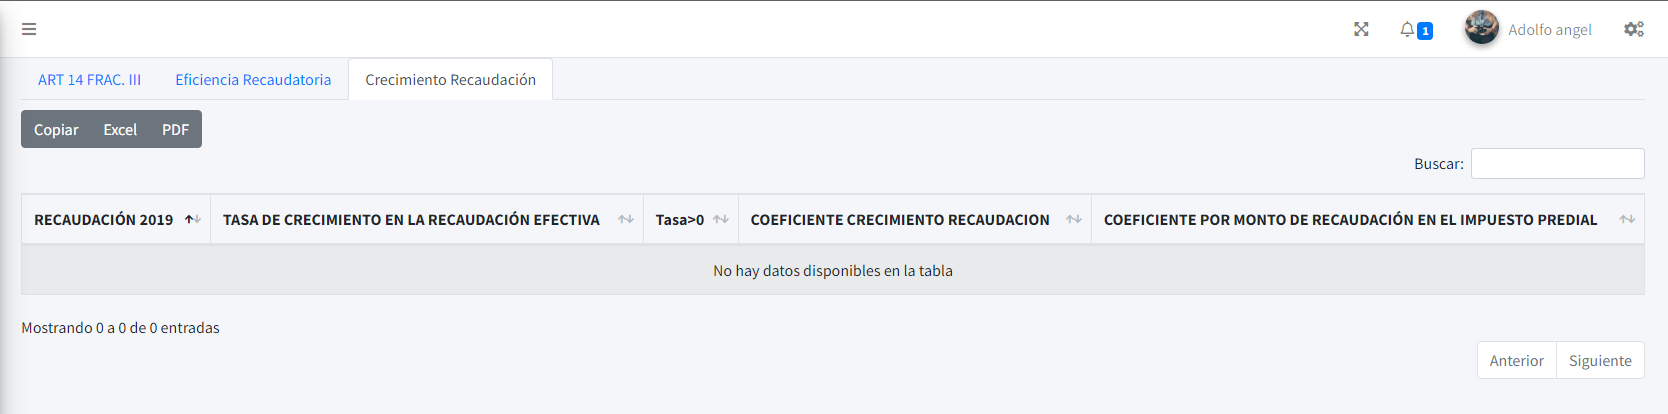 1 Adolfo angel
ART 14 FRAC. III Eficiencia Recaudatoria Crecimiento Recaudación
Copiar Excel PDF
Buscar:
RECAUDACIÓN 2019 TASA DE CRECIMIENTO EN LA RECAUDACIÓN EFECTIVA Tasa>0 COEFICIENTE CRECIMIENTO RECAUDACION COEFICIENTE POR MONTO DE RECAUDACIÓN EN EL IMPUESTO PREDIAL
No hay datos disponibles en la tabla
Mostrando 0 a 0 de 0 entradas
Anterior Siguiente